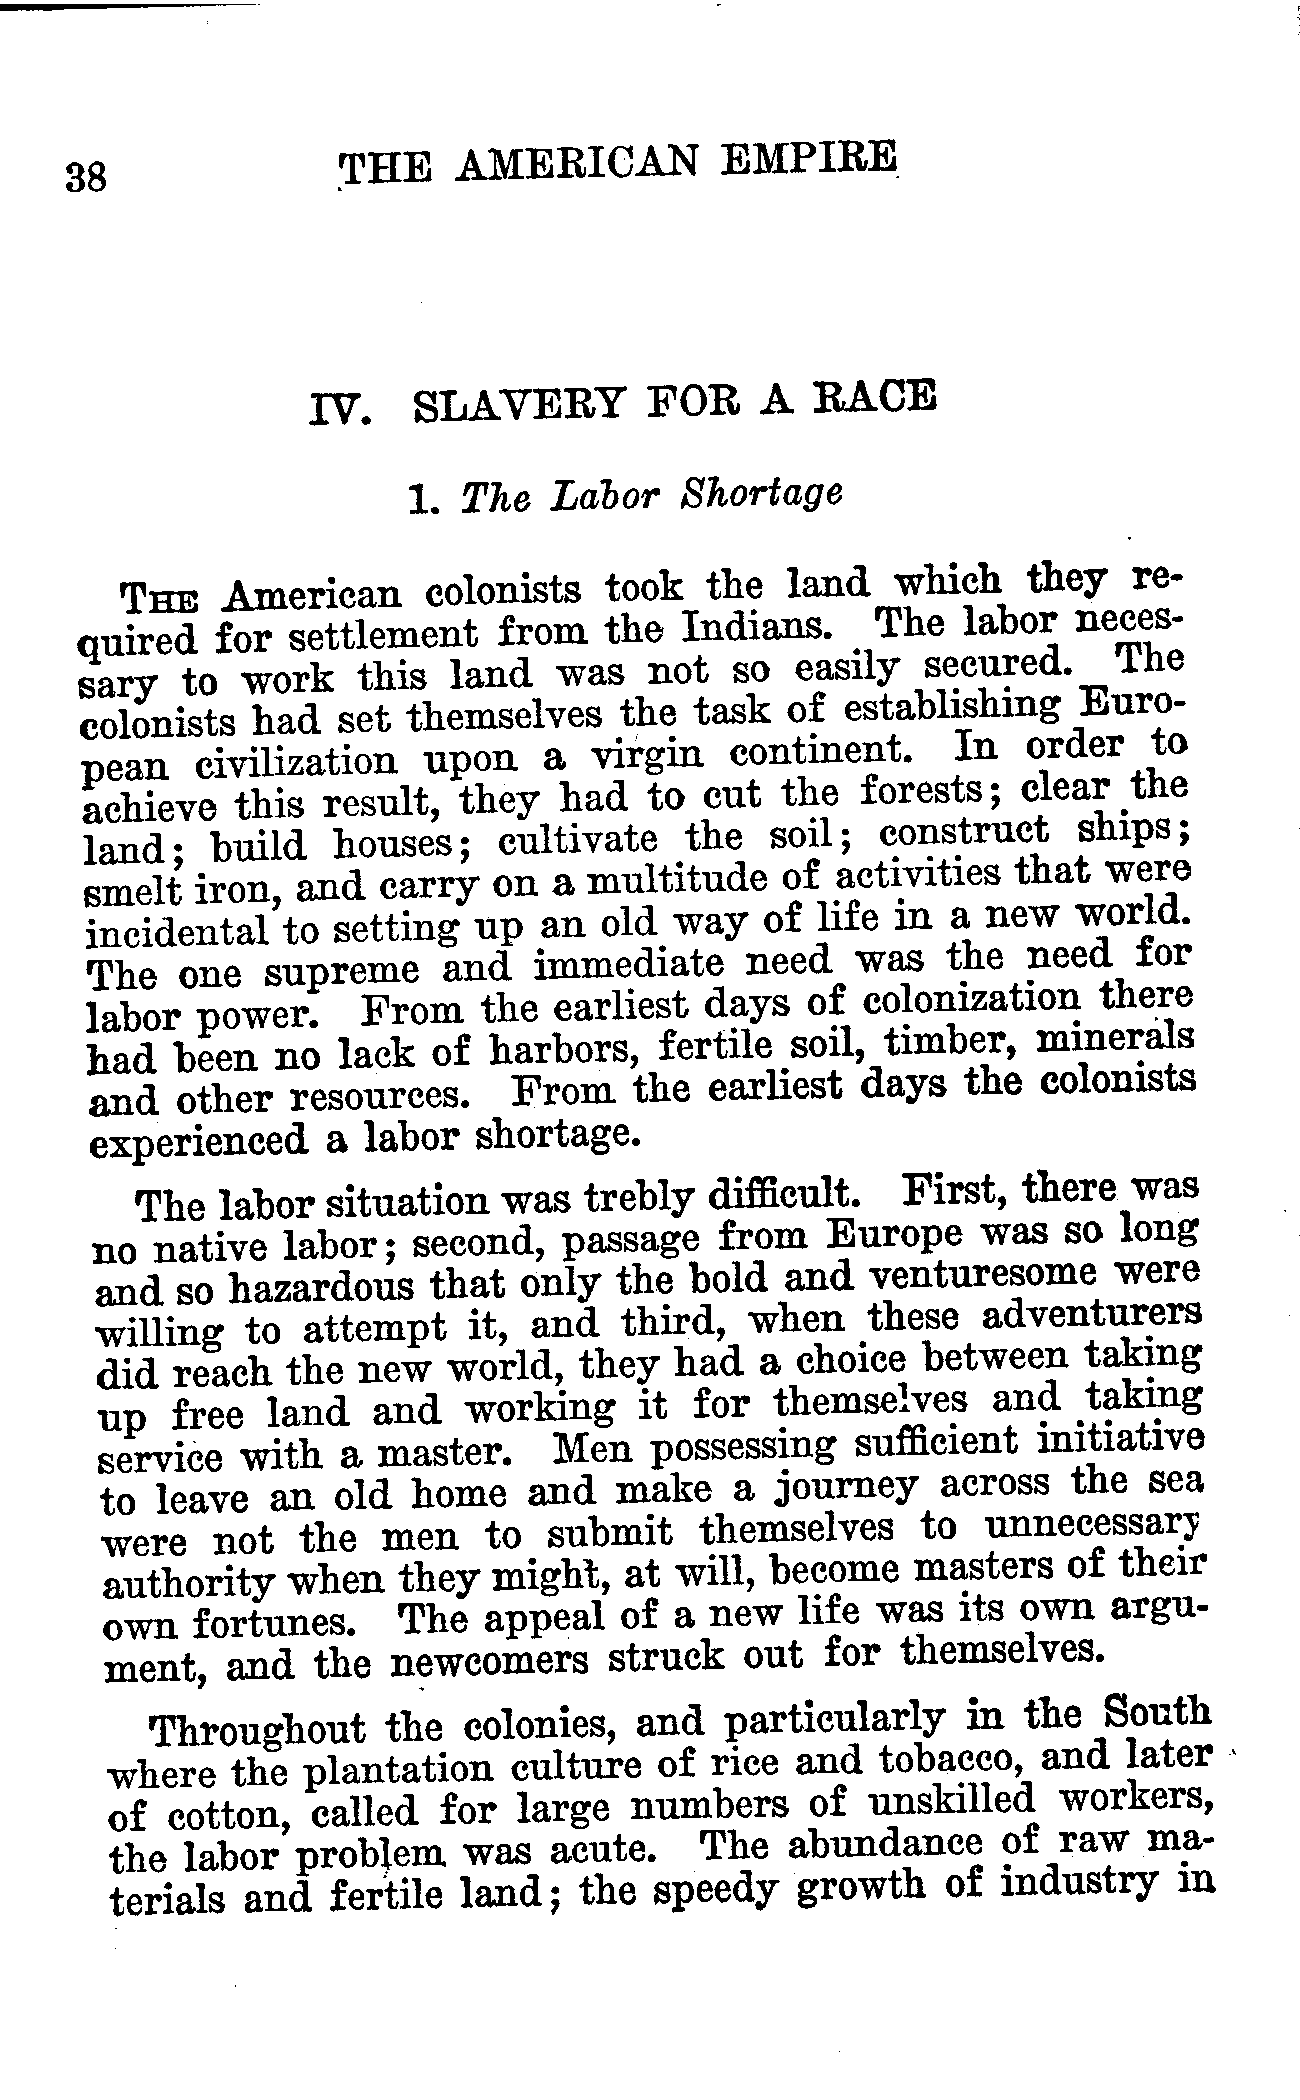 38 THE AMERICAN EMPIRE
IV. SLAVERY FOR A RACE
1. The Labor Shortage
THE American colonists took the land which they re-
quired for settlement from the Indians. The labor neces-
sary to work this land was not so easily secured. The
colonists had set themselves the task of establishing Euro-
pean civilization upon a virgin continent. In order to
achieve this result, they had to cut the forests; clear the
land; build houses; cultivate the soil; construct ships;
smelt iron, and carry on a multitude of activities that were
incidental to setting up an old way of life in a new world.
The one supreme and immediate need was the need for
labor power. From the earliest days of colonization there
had been no lack of harbors, fertile soil, timber, minerals
and other resources. From the earliest days the colonists
experienced a labor shortage.
The labor situation was trebly difficult. First, there was
no native labor; second, passage from Europe was so long
and so hazardous that only the bold and venturesome were
willing to attempt it, and third, when these adventurers
did reach the new world, they had a choice between taking
up free land and working it for themselves and taking
service with a master. Men possessing sufficient initiative
to leave an old home and make a journey across the sea
were not the men to submit themselves to unnecessary
authority when they might, at will, become masters of their
own fortunes. The appeal of a new life was its own argu-
ment, and the newcomers struck out for themselves.
Throughout the colonies, and particularly in the South
where the plantation culture of rice and tobacco, and later
of cotton, called for large numbers of unskilled workers,
the labor problem was acute. The abundance of raw ma-
terials and fertile land; the speedy growth of industry in